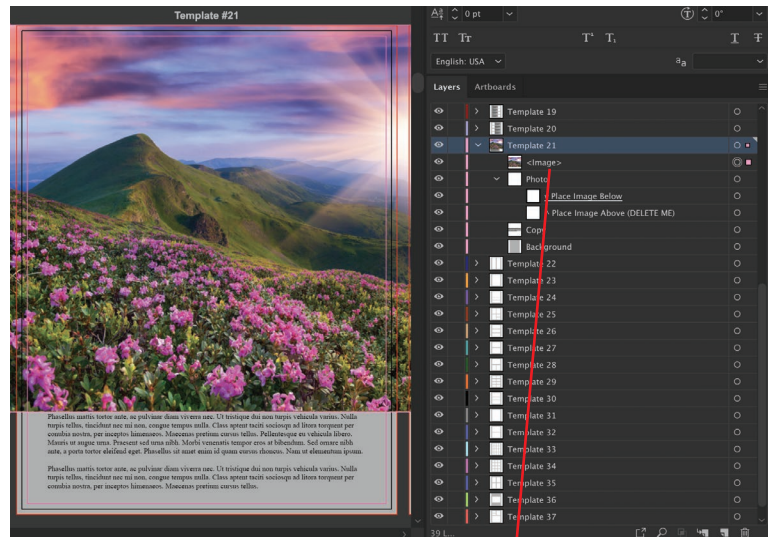 Template #21
Phasellus mattis tortor ante, ac pulvinar diam viverra nec. Ut tristique dui non turpis vehicula varius. Nulla
turpis tellus, tincidunt nec mi non, congue tempus nulla. Class aptent taciti sociosqu ad litora torquent per
conubia nostra, per inceptos himenaeos. Maecenas pretium cursus tellus. Pellentesque eu vehicula libero.
Mauris ut augue urna. Praesent sed urna nibh. Morbi venenatis tempor eros at bibendum. Sed ornare nibh
ante, a porta tortor eleifend eget. Phasellus sit amet enim id quam cursus rhoncus. Nam ut elementum ipsum.
Phasellus mattis tortor ante, ac pulvinar diam viverra nec. Ut tristique dui non turpis vehicula varius. Nulla
turpis tellus, tincidunt nec mi non, congue tempus nulla. Class aptent taciti sociosqu ad litora torquent per
conubia nostra, per inceptos himenaeos. Maecenas pretium cursus tellus.
0 pt
0°
TT Tr T¹ T₁ T T
English: USA
aa
Layers Artboards
Template 19
Template 20
Template 21
<Image>
Photo
Place Image Below
^ Place Image Above (DELETE ME)
Copy
Background
Template 22
Template 23
Template 24
Template 25
Template 26
Template 27
Template 28
Template 29
Template 30
Template 31
Template 32
Template 33
Template 34
Template 35
Template 36
Template 37
39 L...